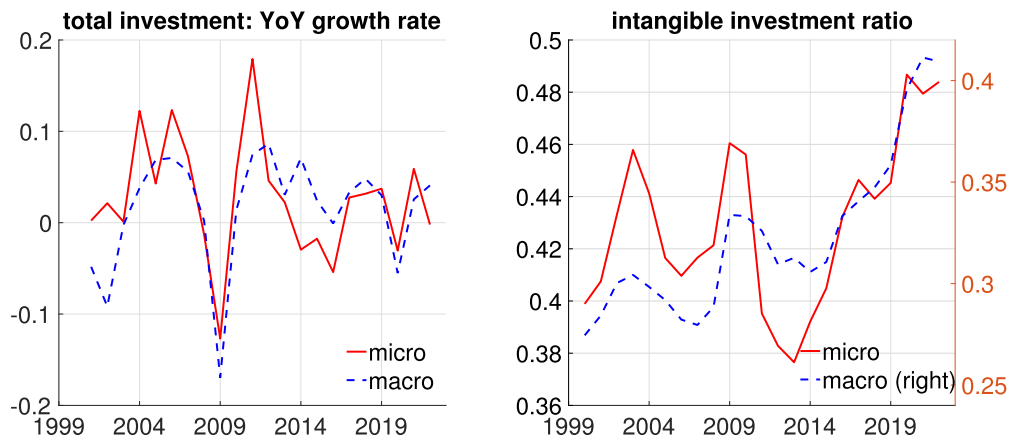 total investment: YoY growth rate
0.2
0.1
0
-0.1
-0.2
1999 2004 2009 2014 2019
micro
macro
intangible investment ratio
0.5
0.48
0.46
0.44
0.42
0.4
0.38
0.36
1999 2004 2009 2014 2019
0.4
0.35
0.3
0.25
micro
macro (right)